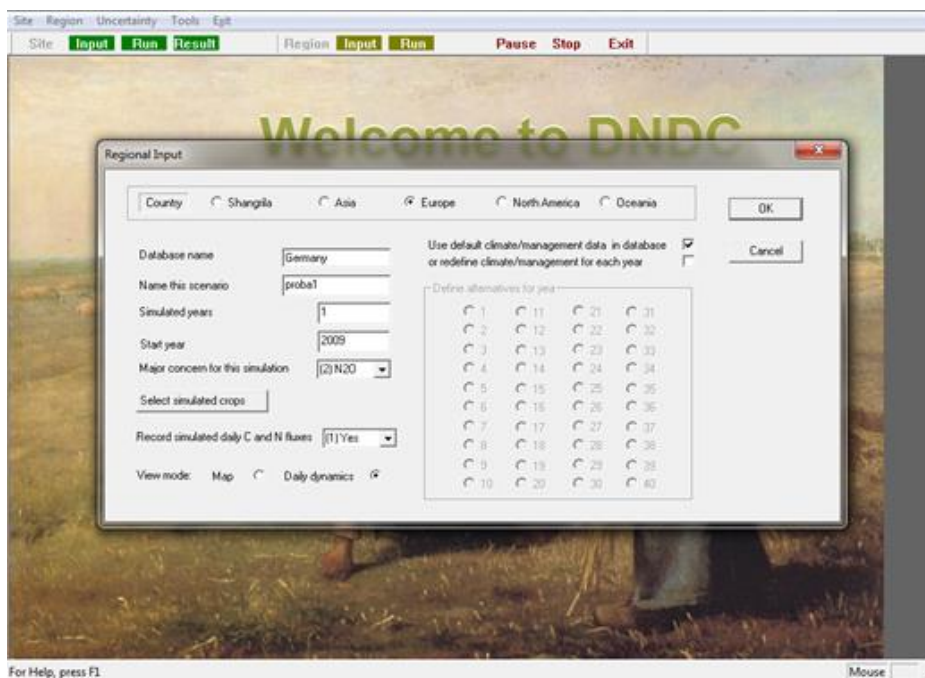 Site Region Uncertainty Tools Exit
Site Input Run Result Region Input Run Pause Stop Exit
Welcome to DNDC
Regional Input
Country Shangrila Asia Europe North America Oceania OK
Use default climate/management data in database
or redefine climate/management for each year
Cancel
Database name Germany
Name this scenario proba1
Define alternatives for year
Simulated years 1
Start year 2009
Major concern for this simulation (2) N2O
Select simulated crops
Record simulated daily C and N fluxes (1) Yes
View mode: Map Daily dynamics
1 11 21 31
2 12 22 32
3 13 23 33
4 14 24 34
5 15 25 35
6 16 26 36
7 17 27 37
8 18 28 38
9 19 29 39
10 20 30 40
For Help, press F1 Mouse